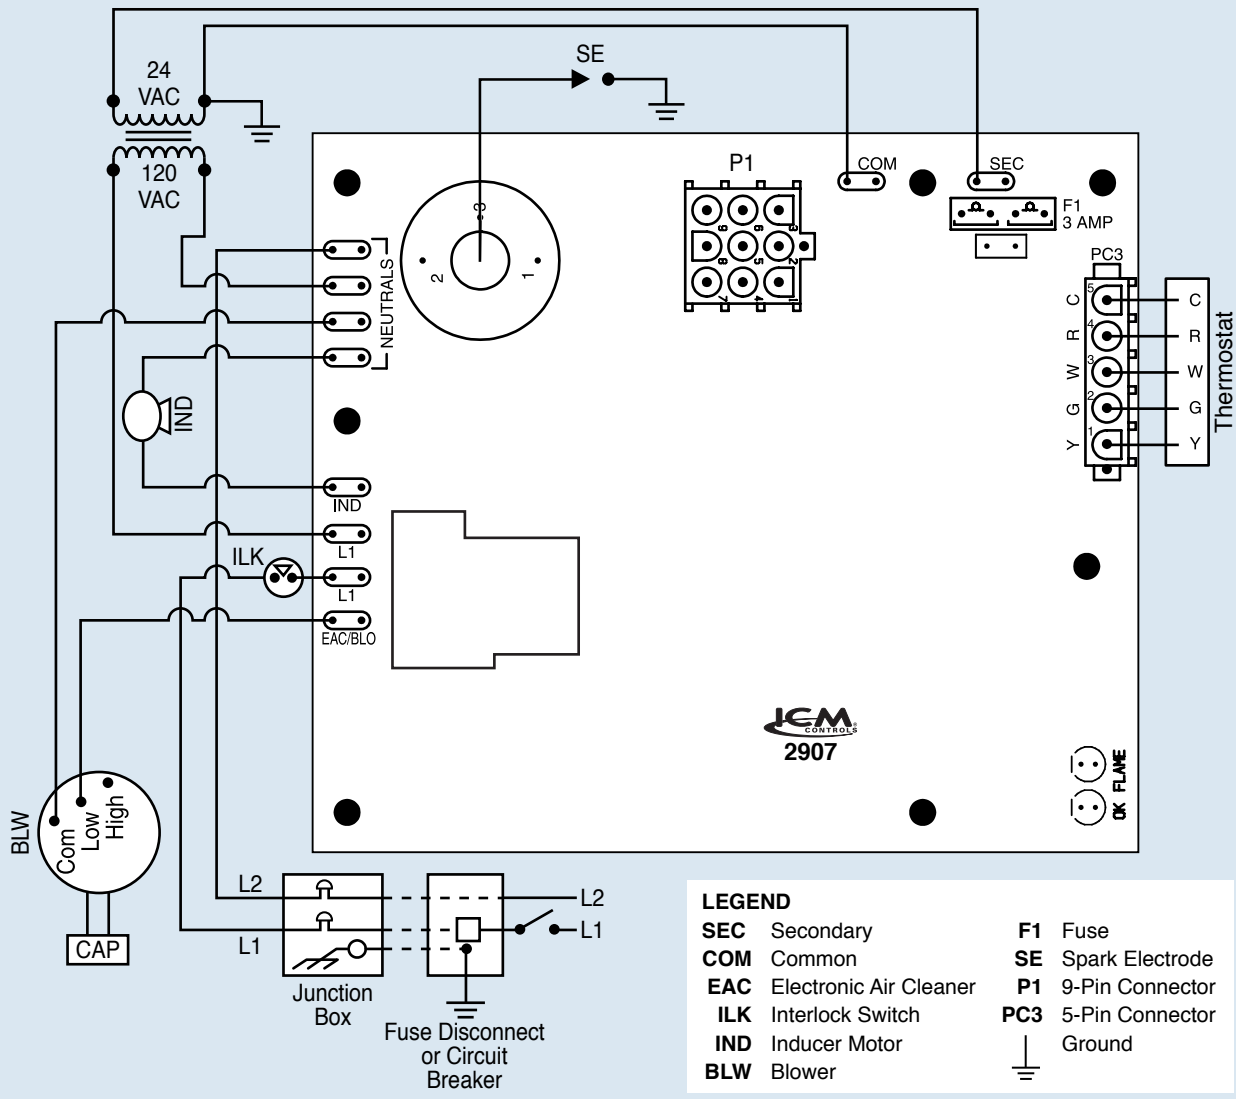 SE
24
VAC
120
VAC
P1
COM
SEC
F1
3 AMP
PC3
3
2
1
NEUTRALS
9
6
3
8
5
2
7
4
1
C
5
C
R
4
R
W
3
W
G
2
G
Y
1
Y
Thermostat
IND
IND
L1
ILK
L1
EAC/BLO
ICM
CONTROLS®
2907
FLAME
OK
BLW
Com
Low
High
CAP
L2
L1
Junction
Box
L2
L1
Fuse Disconnect
or Circuit
Breaker
LEGEND
SEC Secondary
COM Common
EAC Electronic Air Cleaner
ILK Interlock Switch
IND Inducer Motor
BLW Blower
F1 Fuse
SE Spark Electrode
P1 9-Pin Connector
PC3 5-Pin Connector
Ground